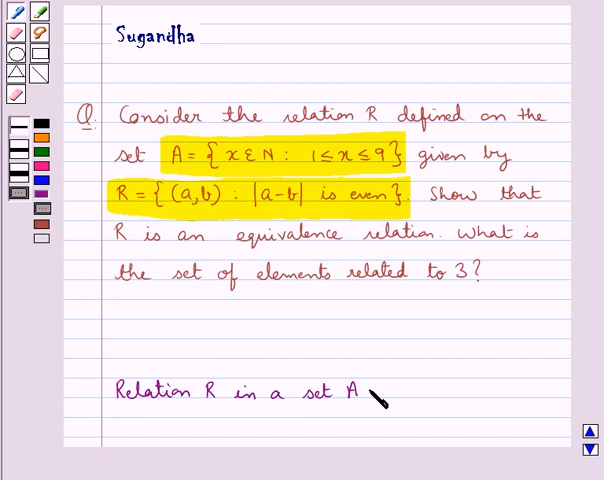 Sugandha
Q. Consider the relation R defined on the
set A = { x ∈ N : 1 ≤ x ≤ 9 } given by
R = { (a,b) : |a-b| is even }. Show that
R is an equivalence relation. What is
the set of elements related to 3?
Relation R in a set A